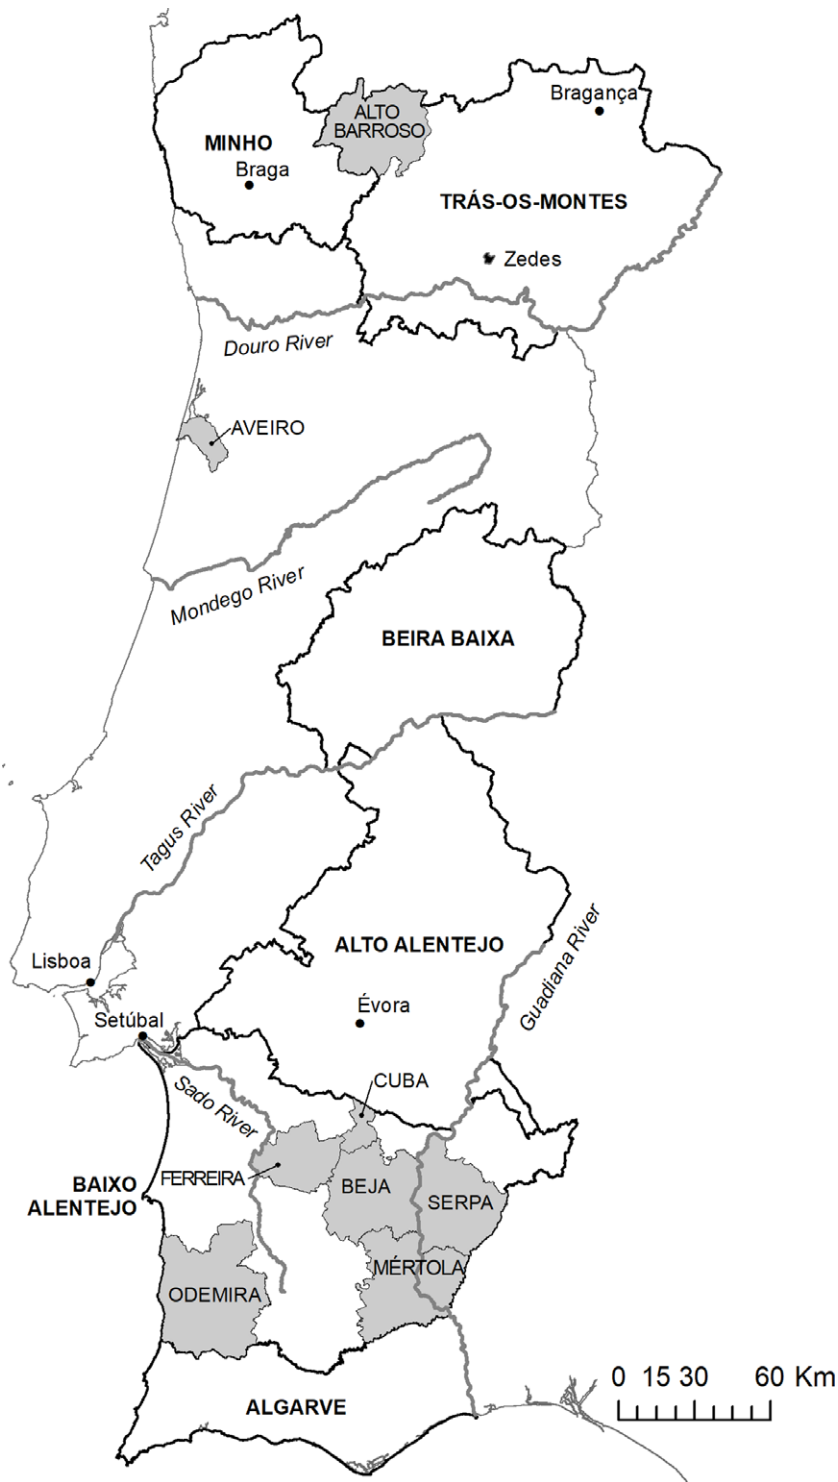 Bragança
ALTO
BARROSO
MINHO
Braga
TRÁS-OS-MONTES
Zedes
Douro River
AVEIRO
Mondego River
BEIRA BAIXA
Tagus River
ALTO ALENTEJO
Guadiana River
Lisboa
Évora
Setúbal
CUBA
Sado River
FERREIRA
BAIXO
ALENTEJO
BEJA
SERPA
MÉRTOLA
ODEMIRA
0 15 30 60 Km
ALGARVE